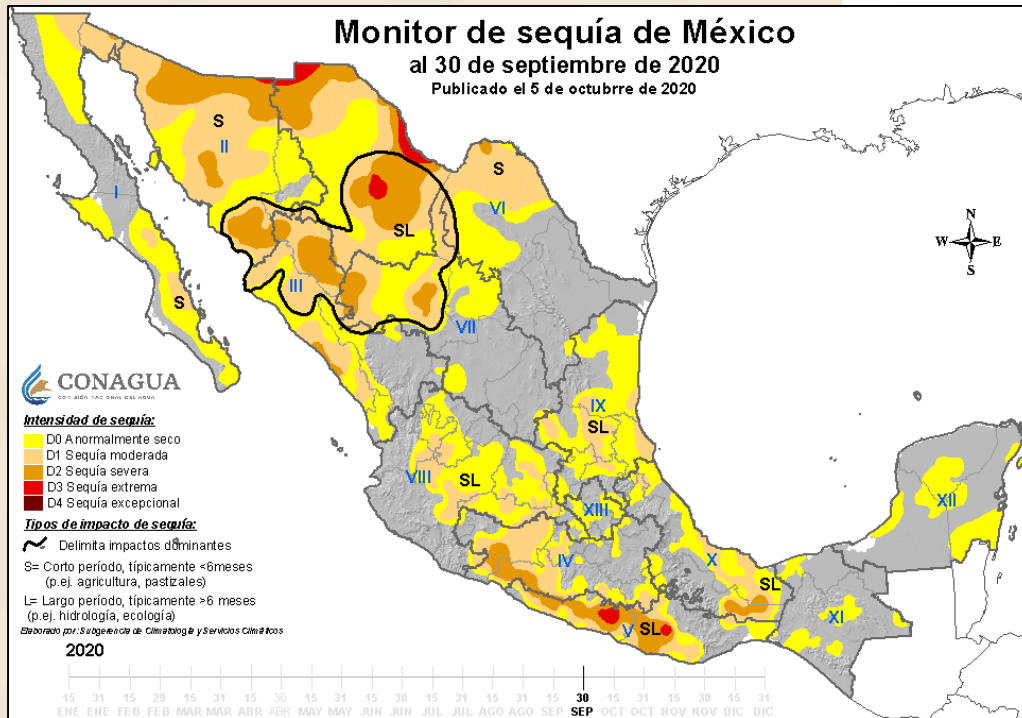 Monitor de sequía de México
al 30 de septiembre de 2020
Publicado el 5 de octubrre de 2020
S
II
I
S
VI
SL
III
S
VII
N
W E
S
CONAGUA
COMISIÓN NACIONAL DEL AGUA
Intensidad de sequía:
D0 Anormalmente seco
D1 Sequía moderada
D2 Sequía severa
D3 Sequía extrema
D4 Sequía excepcional
Tipos de impacto de sequía:
Delimita impactos dominantes
S= Corto período, típicamente <6meses
(p.ej. agricultura, pastizales)
L= Largo período, típicamente >6 meses
(p.ej. hidrología, ecología)
Elaborado por: Subgerencia de Climatología y Servicios Climáticos
IX
SL
VIII
SL
XIII
XII
IV
X
SL
V
SL
XI
2020
15 31 15 29 15 31 15 30 15 31 15 30 15 31 15 31 15 30 15 31 15 30 15 31
ENE ENE FEB FEB MAR MAR ABR ABR MAY MAY JUN JUN JUL JUL AGO AGO SEP SEP OCT OCT NOV NOV DIC DIC